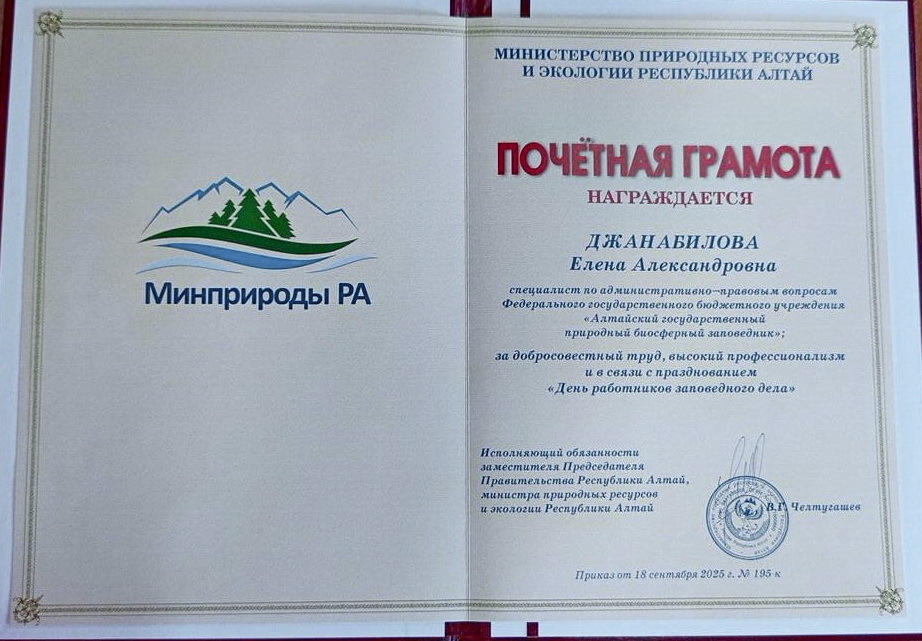 Минприроды РА
МИНИСТЕРСТВО ПРИРОДНЫХ РЕСУРСОВ
И ЭКОЛОГИИ РЕСПУБЛИКИ АЛТАЙ
ПОЧЁТНАЯ ГРАМОТА
НАГРАЖДАЕТСЯ
ДЖАНАБИЛОВА
Елена Александровна
специалист по административно–правовым вопросам
Федерального государственного бюджетного учреждения
«Алтайский государственный
природный биосферный заповедник»;
за добросовестный труд, высокий профессионализм
и в связи с празднованием
«День работников заповедного дела»
Исполняющий обязанности
заместителя Председателя
Правительства Республики Алтай,
министра природных ресурсов
и экологии Республики Алтай
В.Г. Челтугашев
Приказ от 18 сентября 2025 г. № 195-к